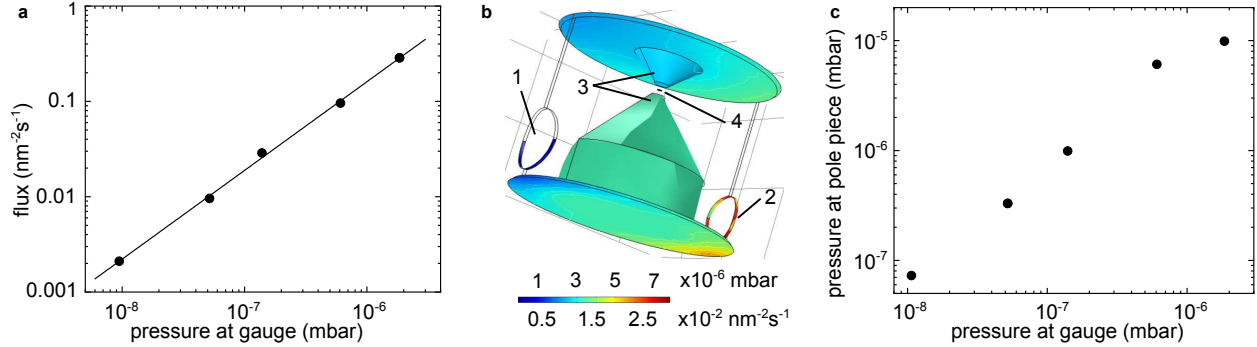 a
1
0.1
0.01
0.001
flux (nm⁻²s⁻¹)
10⁻⁸ 10⁻⁷ 10⁻⁶
pressure at gauge (mbar)
b
1
3
4
2
1 3 5 7 x10⁻⁶ mbar
0.5 1.5 2.5 x10⁻² nm⁻²s⁻¹
c
10⁻⁵
10⁻⁶
10⁻⁷
pressure at pole piece (mbar)
10⁻⁸ 10⁻⁷ 10⁻⁶
pressure at gauge (mbar)